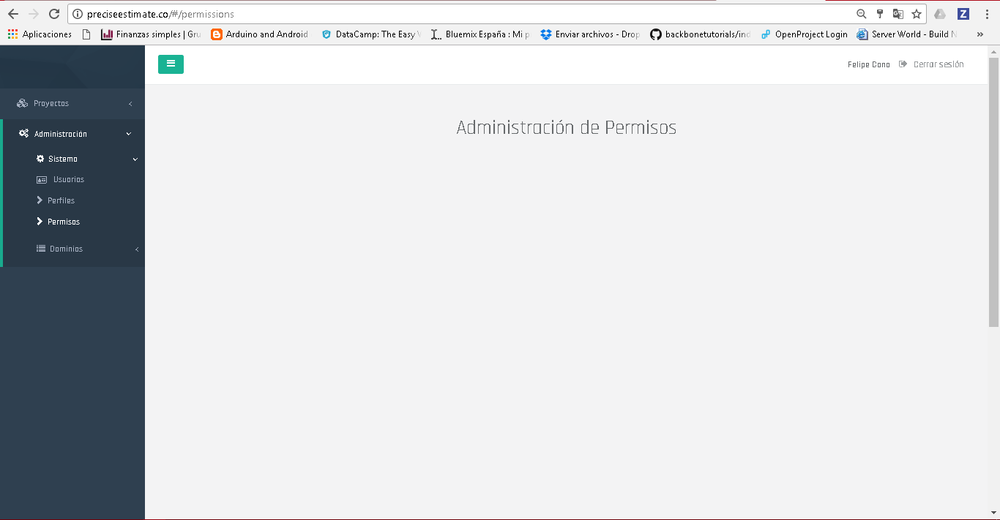 preciseestimate.co/#/permissions
Aplicaciones Finanzas simples | Gru Arduino and Android DataCamp: The Easy V Bluemix España : Mi p Enviar archivos - Drop backbonetutorials/ind OpenProject Login Server World - Build N »
Felipe Cano Cerrar sesión
Proyectos
Administración
Sistema
Usuarios
Perfiles
Permisos
Dominios
Administración de Permisos